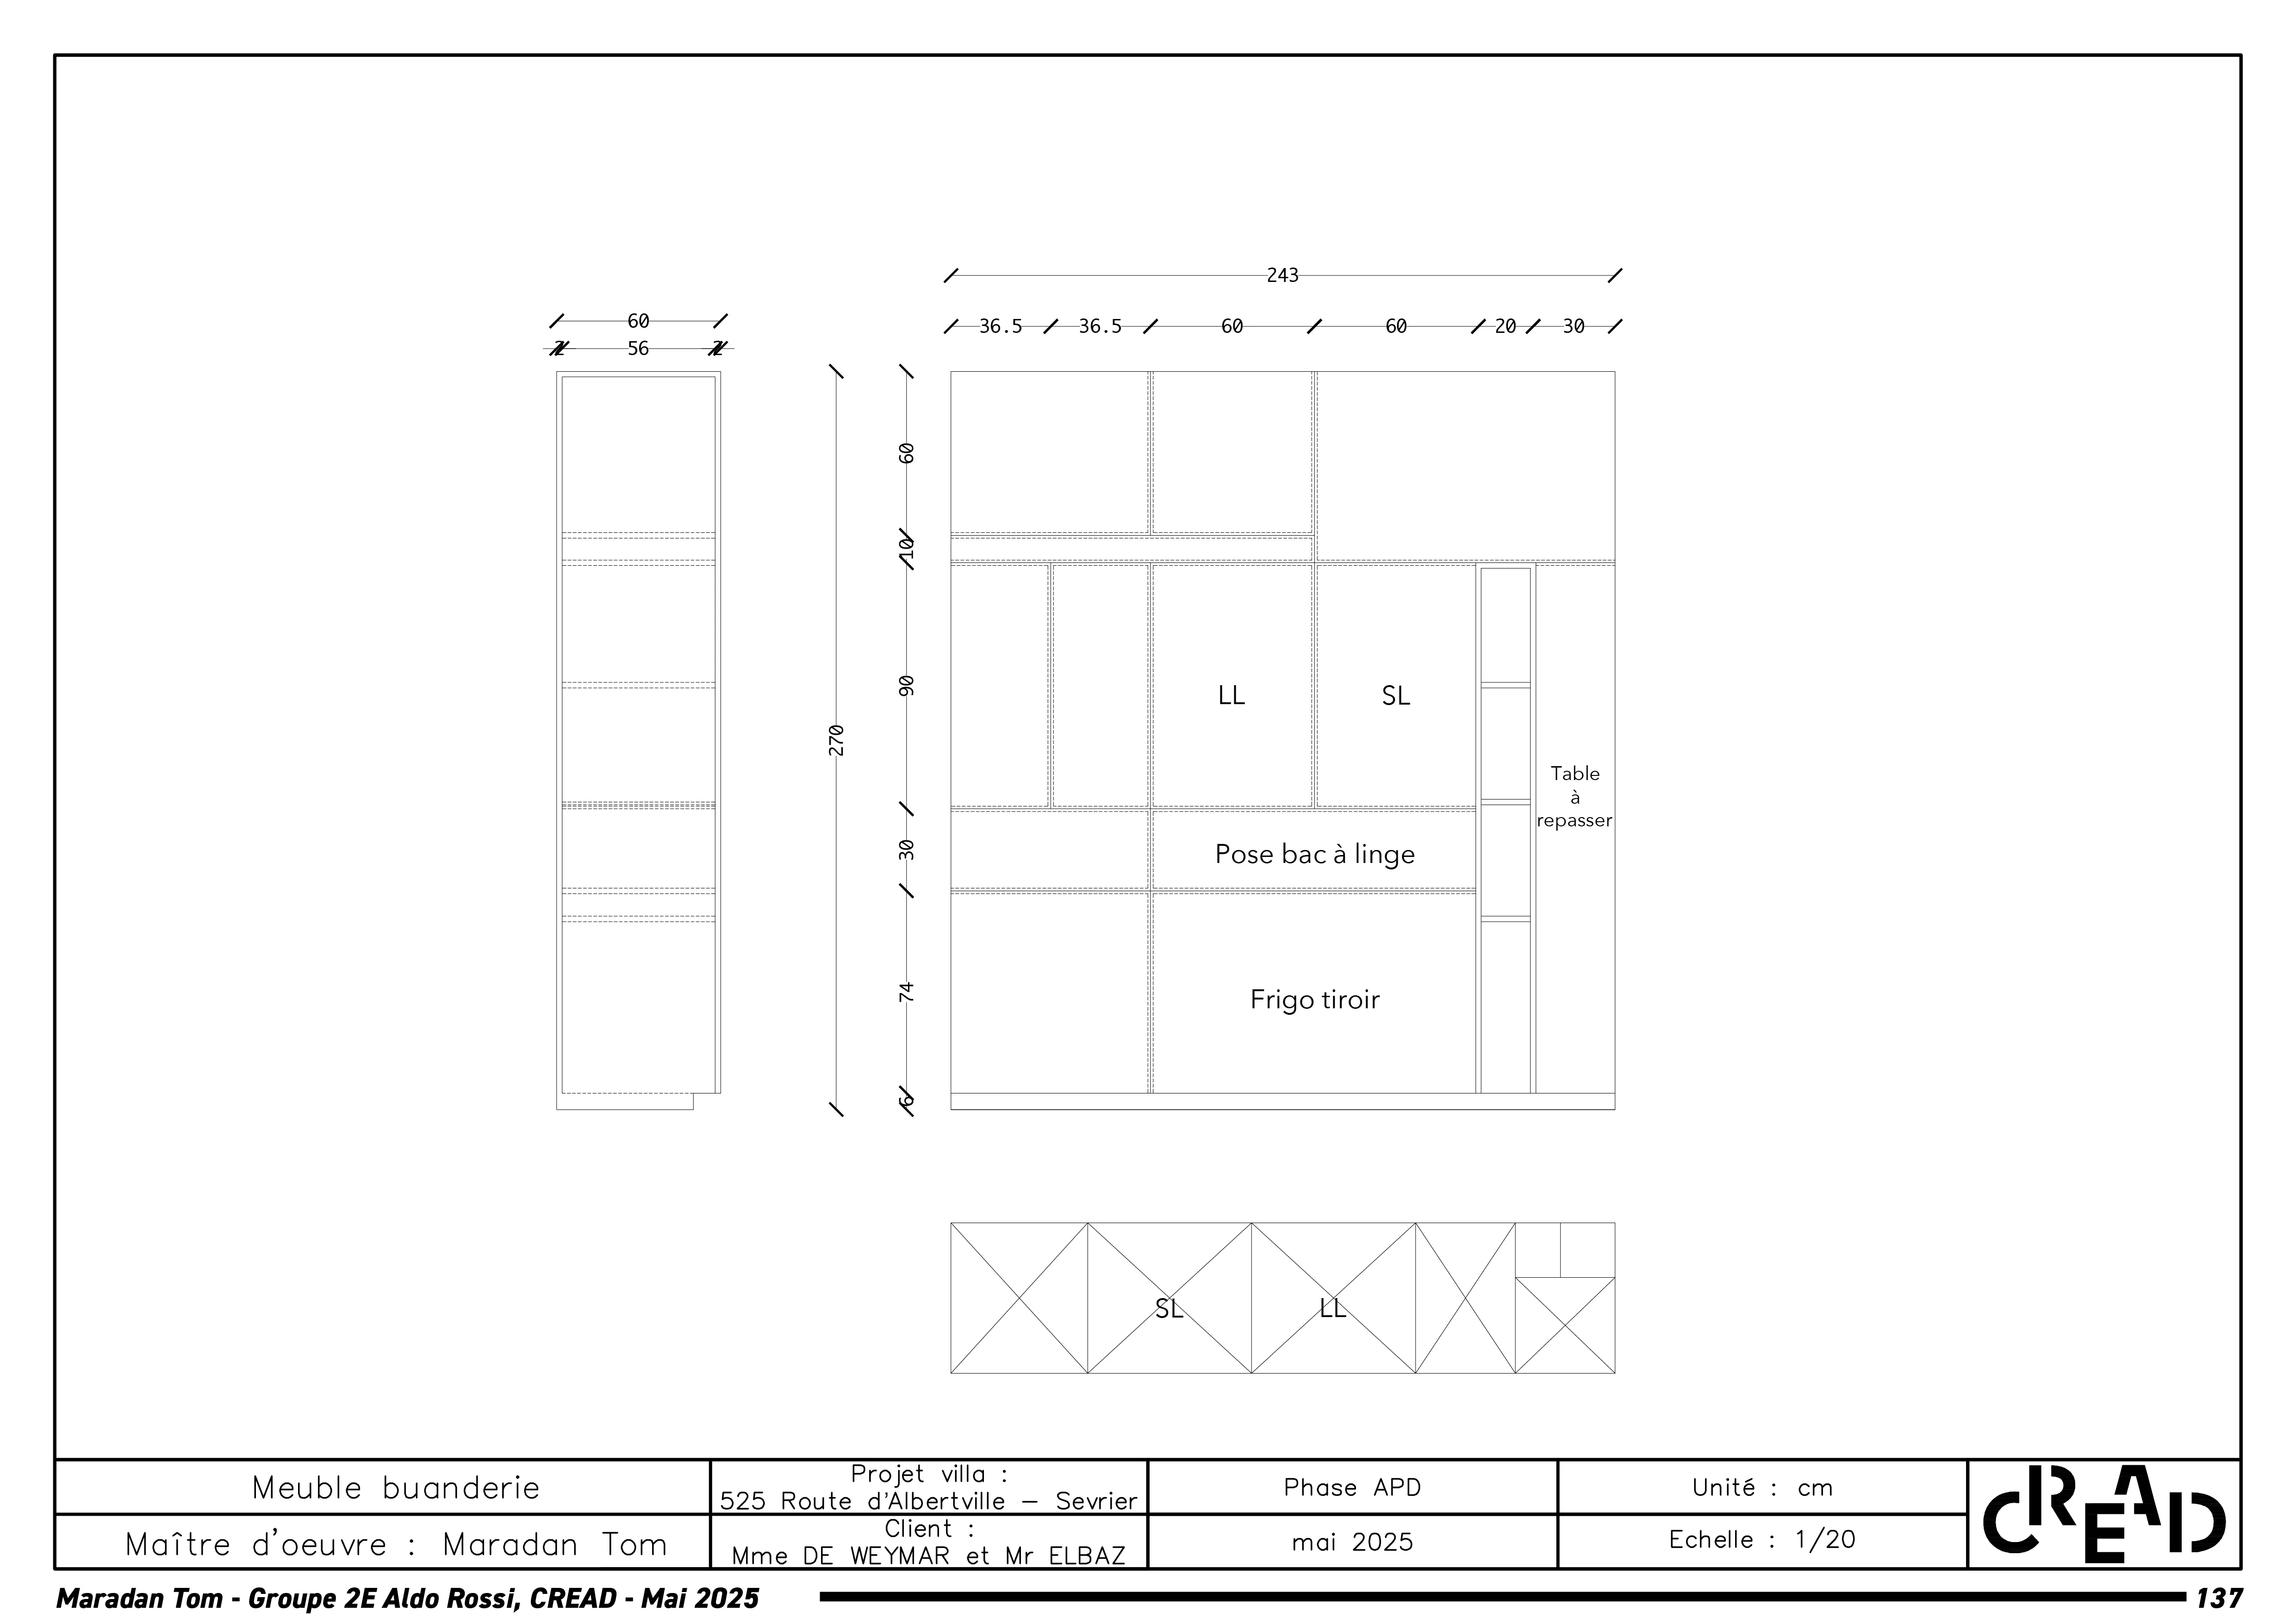 243
36.5 36.5 60 60 20 30
60
2 56 2
60
10
90
270
30
74
6
LL
SL
Table
à
repasser
Pose bac à linge
Frigo tiroir
SL
LL
Meuble buanderie
Maître d'oeuvre : Maradan Tom
Projet villa :
525 Route d'Albertville – Sevrier
Client :
Mme DE WEYMAR et Mr ELBAZ
Phase APD
mai 2025
Unité : cm
Echelle : 1/20
CREAD
Maradan Tom - Groupe 2E Aldo Rossi, CREAD - Mai 2025
137